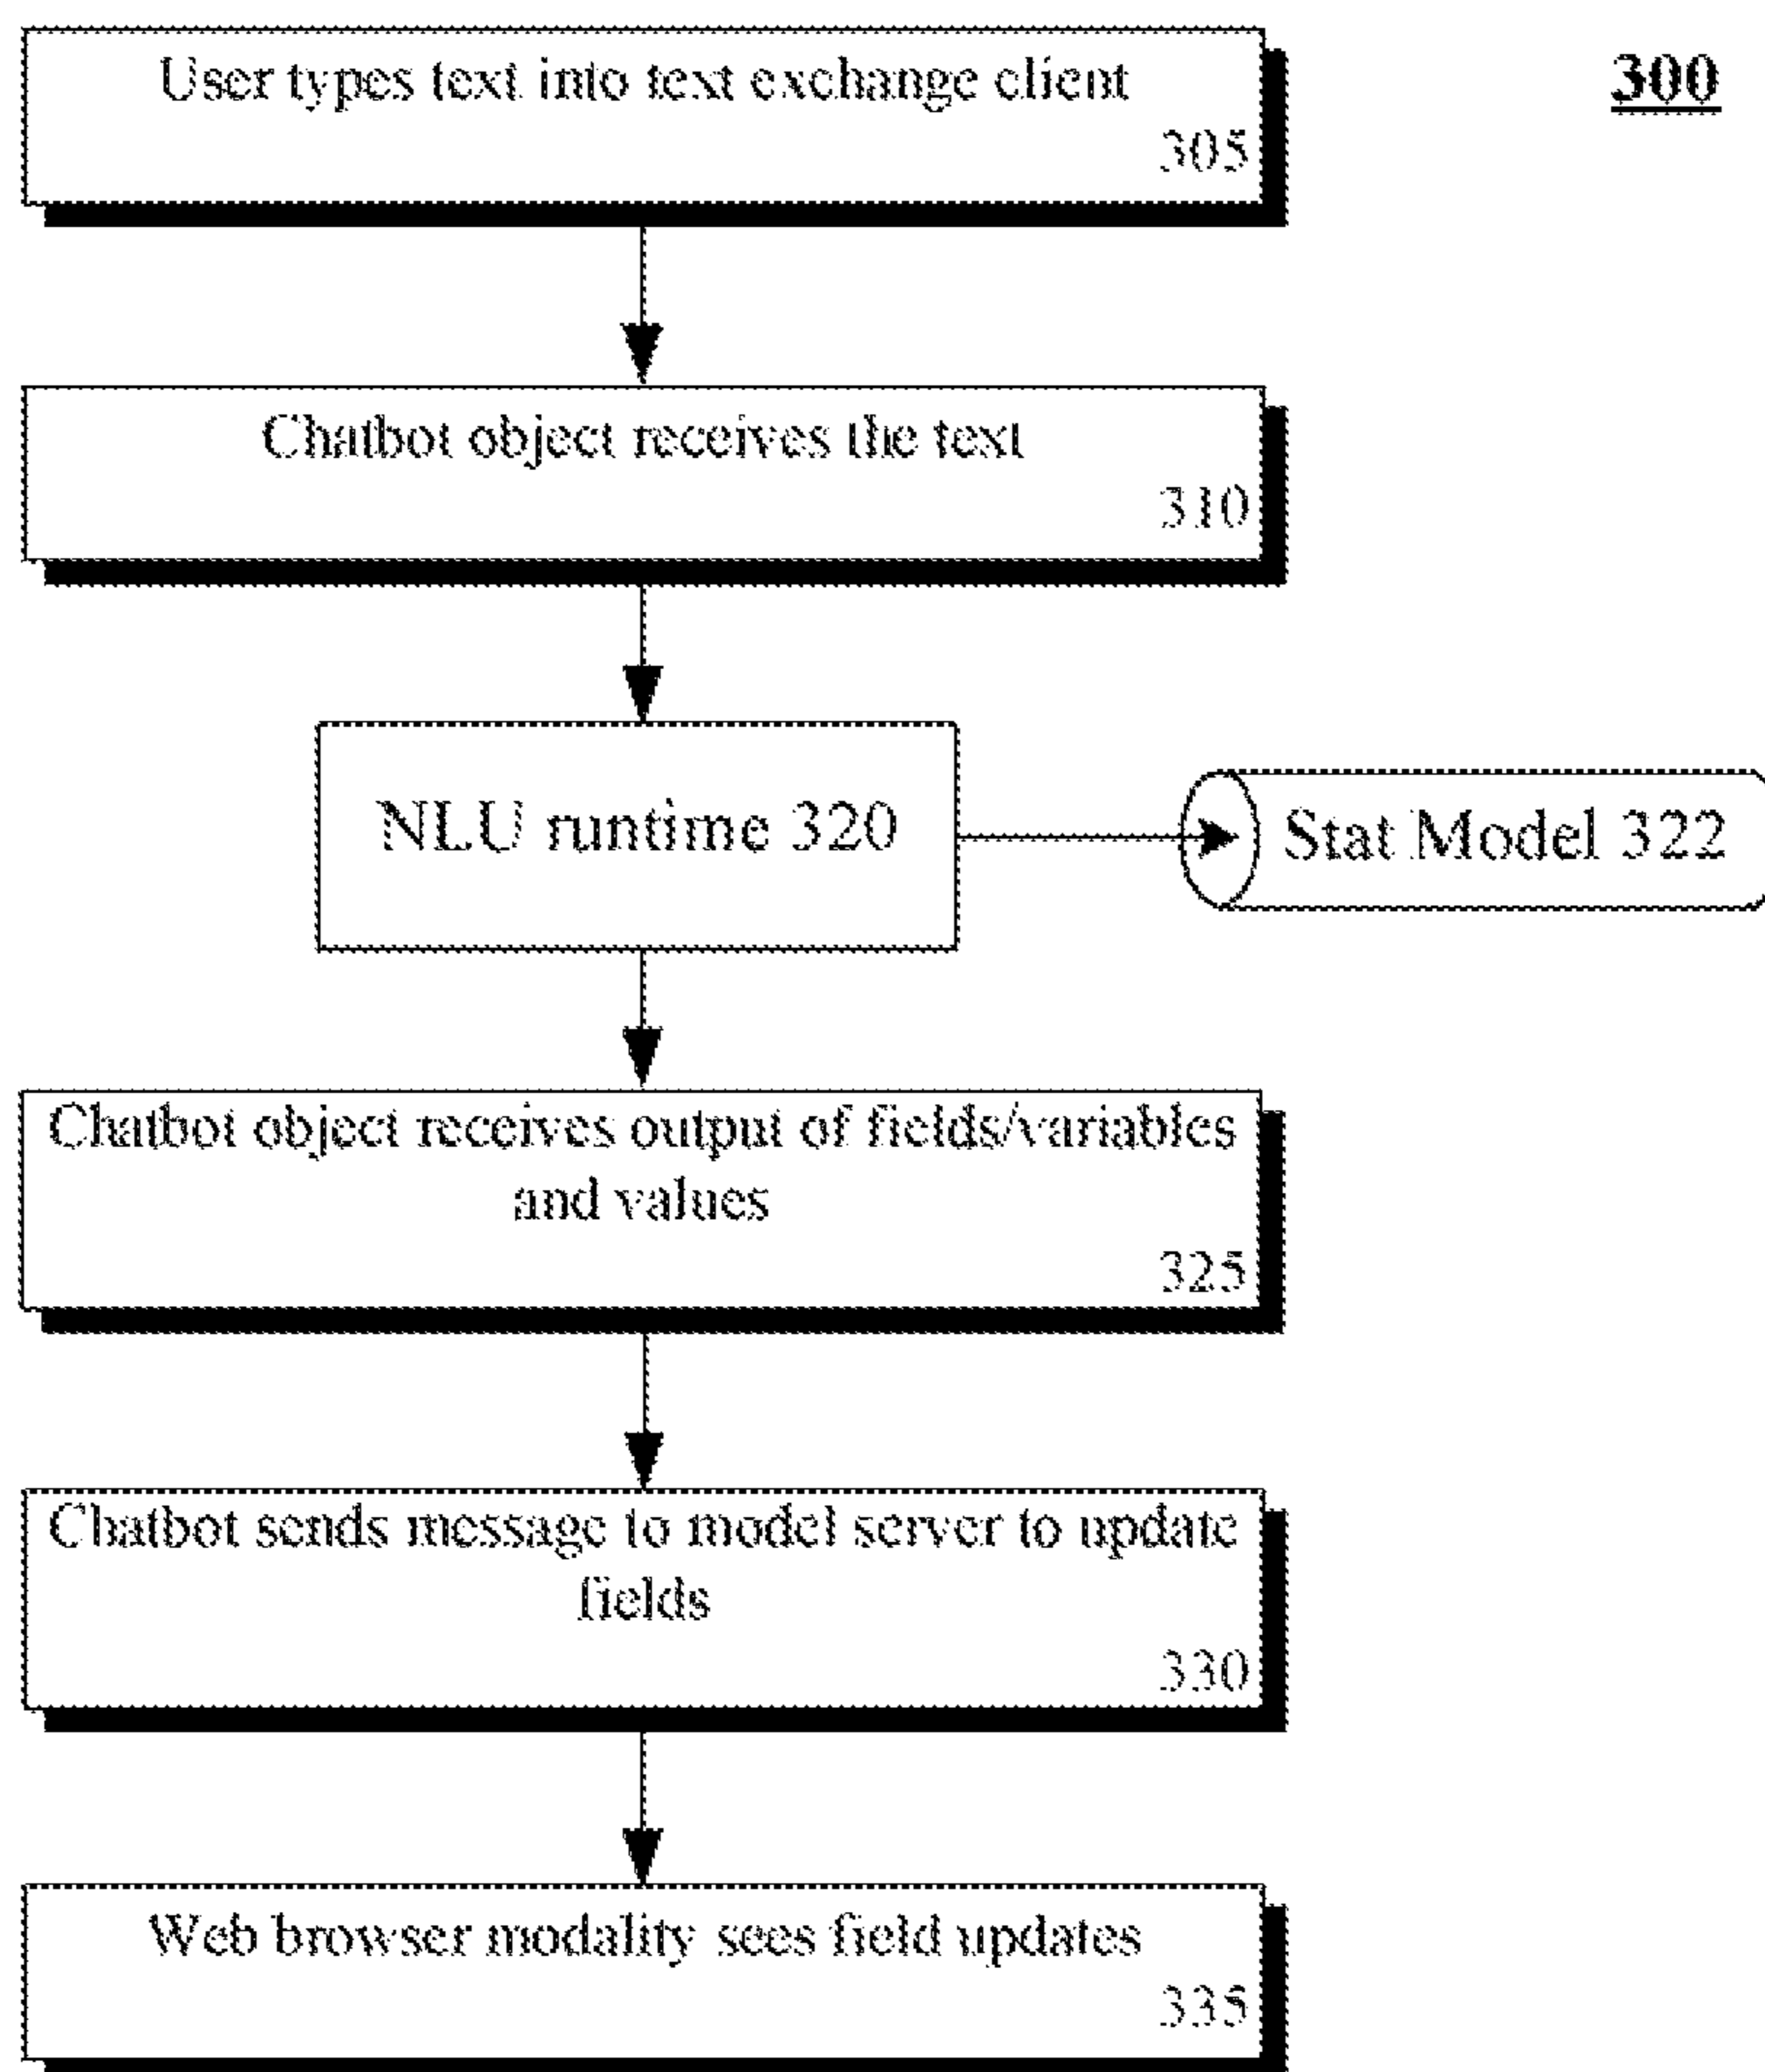 300
User types text into text exchange client
305
Chatbot object receives the text
310
NLU runtime 320
Stat Model 322
Chatbot object receives output of fields/variables
and values
325
Chatbot sends message to model server to update
fields
330
Web browser modality sees field updates
335